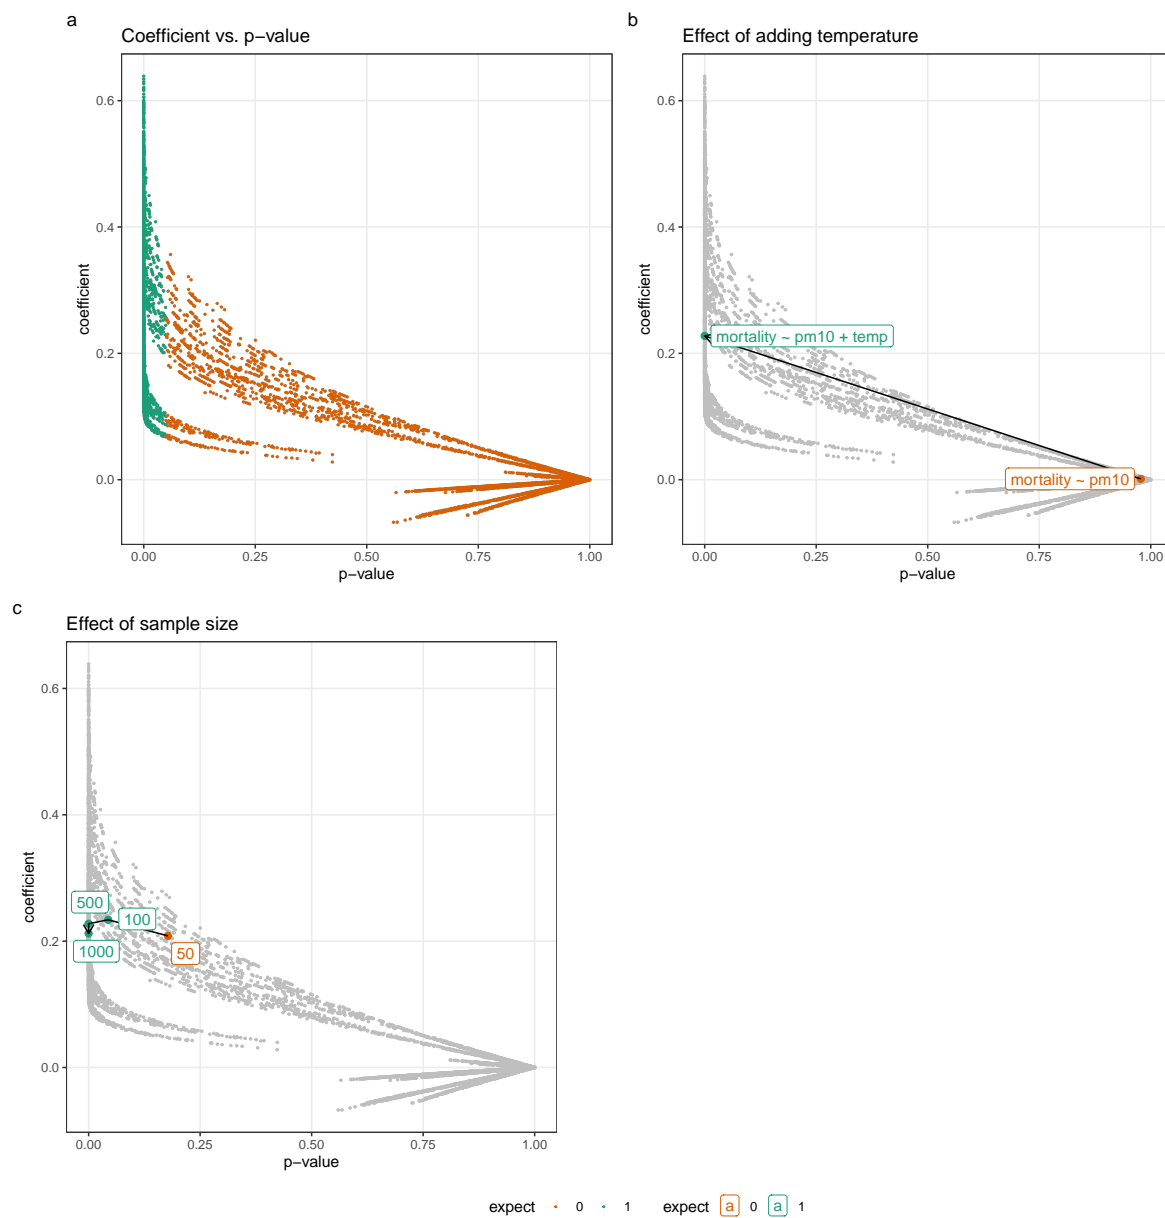 a
Coefficient vs. p−value
coefficient
0.6
0.4
0.2
0.0
0.00 0.25 0.50 0.75 1.00
p−value
b
Effect of adding temperature
coefficient
0.6
0.4
0.2
0.0
mortality ~ pm10 + temp
mortality ~ pm10
0.00 0.25 0.50 0.75 1.00
p−value
c
Effect of sample size
coefficient
0.6
0.4
0.2
0.0
500
100
1000
50
0.00 0.25 0.50 0.75 1.00
p−value
expect 0 1 expect a 0 a 1